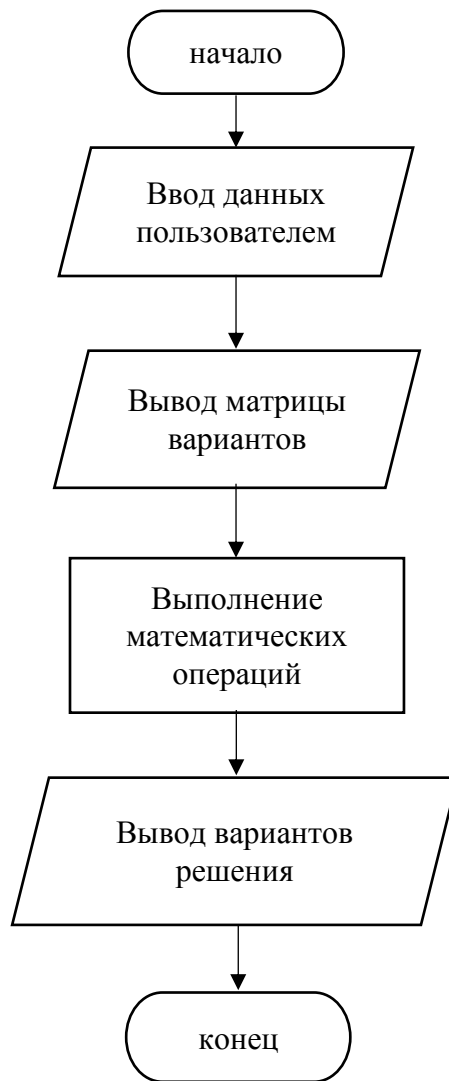 начало
Ввод данных
пользователем
Вывод матрицы
вариантов
Выполнение
математических
операций
Вывод вариантов
решения
конец